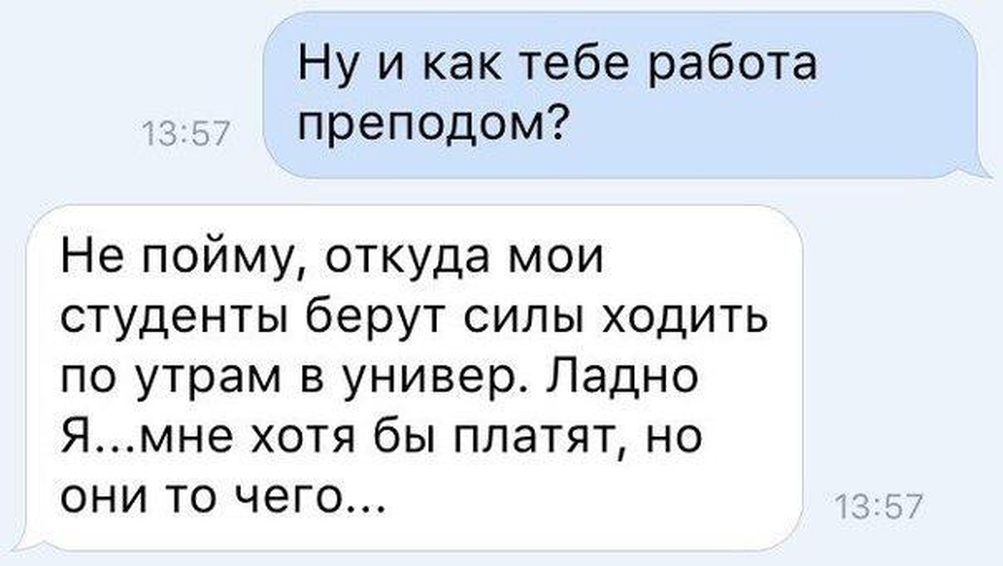 Ну и как тебе работа
преподом?
13:57
Не пойму, откуда мои
студенты берут силы ходить
по утрам в универ. Ладно
Я...мне хотя бы платят, но
они то чего...
13:57